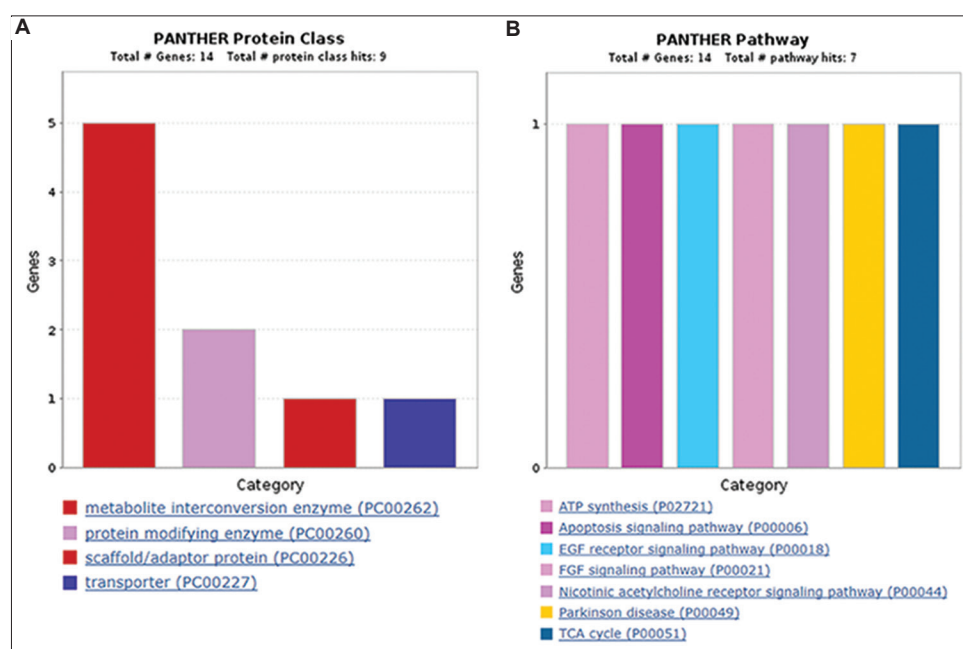 A
PANTHER Protein Class
Total # Genes: 14 Total # protein class hits: 9
5
4
3
2
1
0
Genes
Category
metabolite interconversion enzyme (PC00262)
protein modifying enzyme (PC00260)
scaffold/adaptor protein (PC00226)
transporter (PC00227)
B
PANTHER Pathway
Total # Genes: 14 Total # pathway hits: 7
1
0
Genes
Category
ATP synthesis (P02721)
Apoptosis signaling pathway (P00006)
EGF receptor signaling pathway (P00018)
FGF signaling pathway (P00021)
Nicotinic acetylcholine receptor signaling pathway (P00044)
Parkinson disease (P00049)
TCA cycle (P00051)